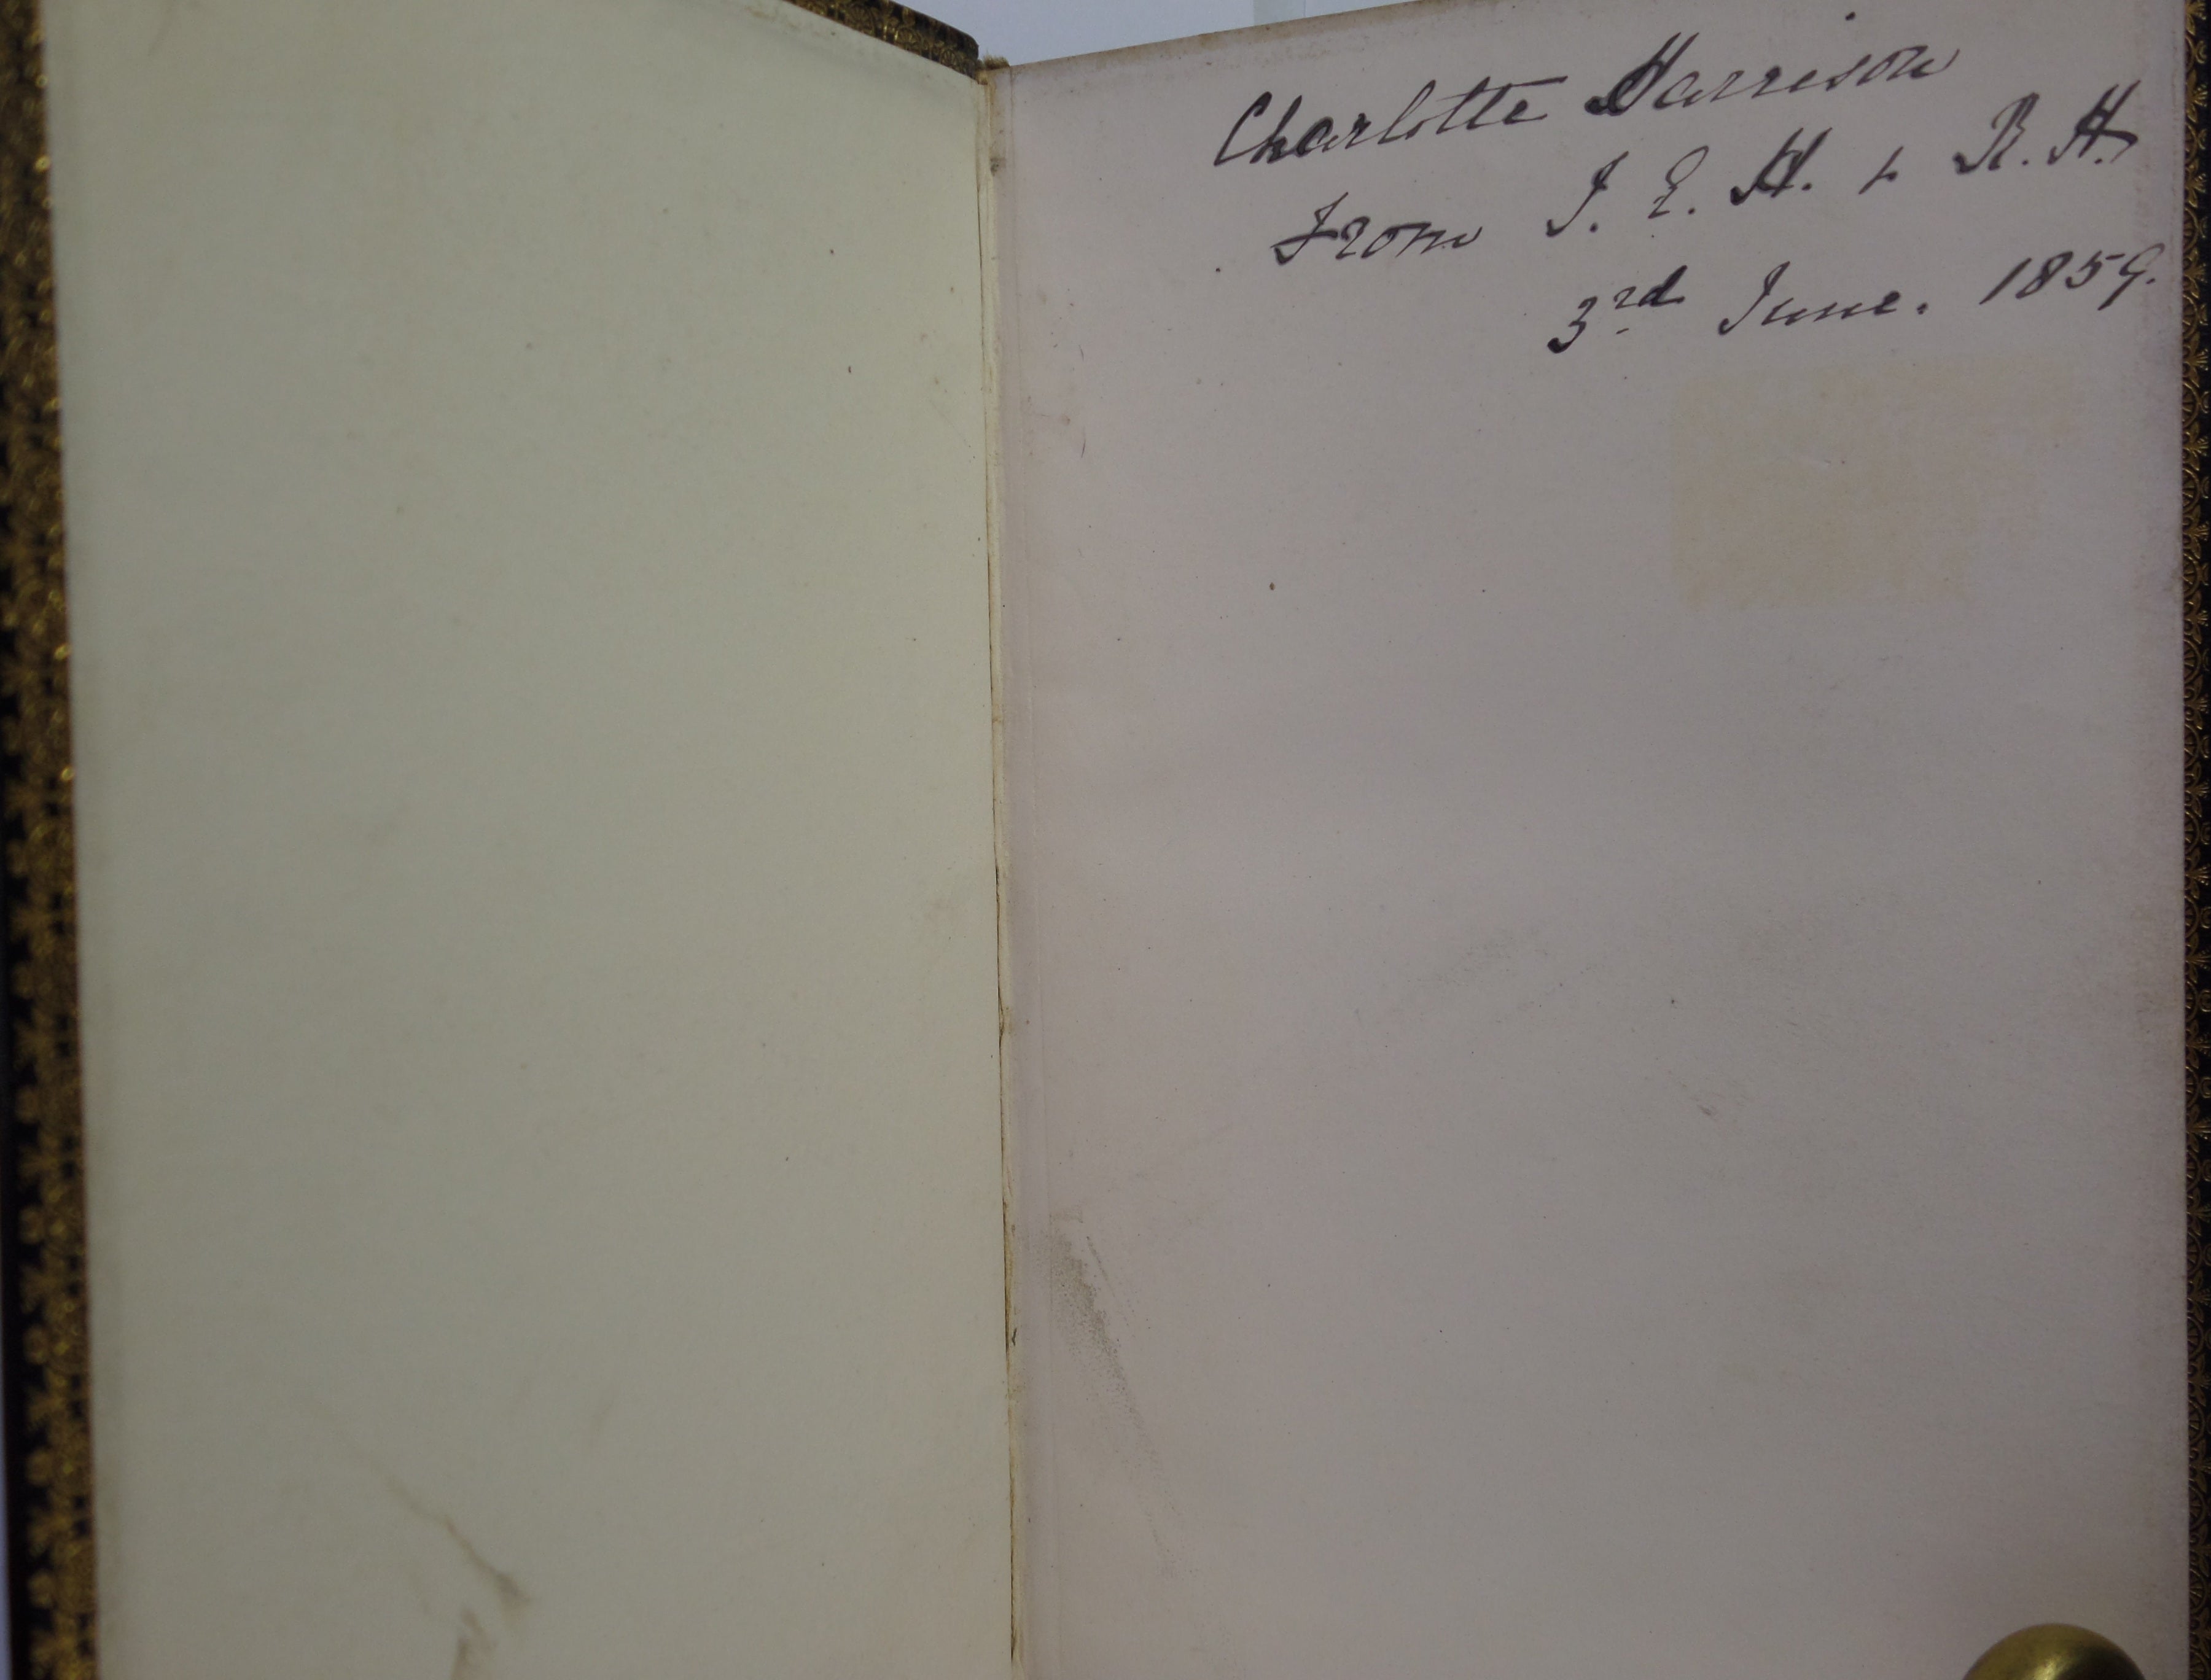 Charlotte Harrison
From J. E. H. & R. H.
3rd June. 1859.